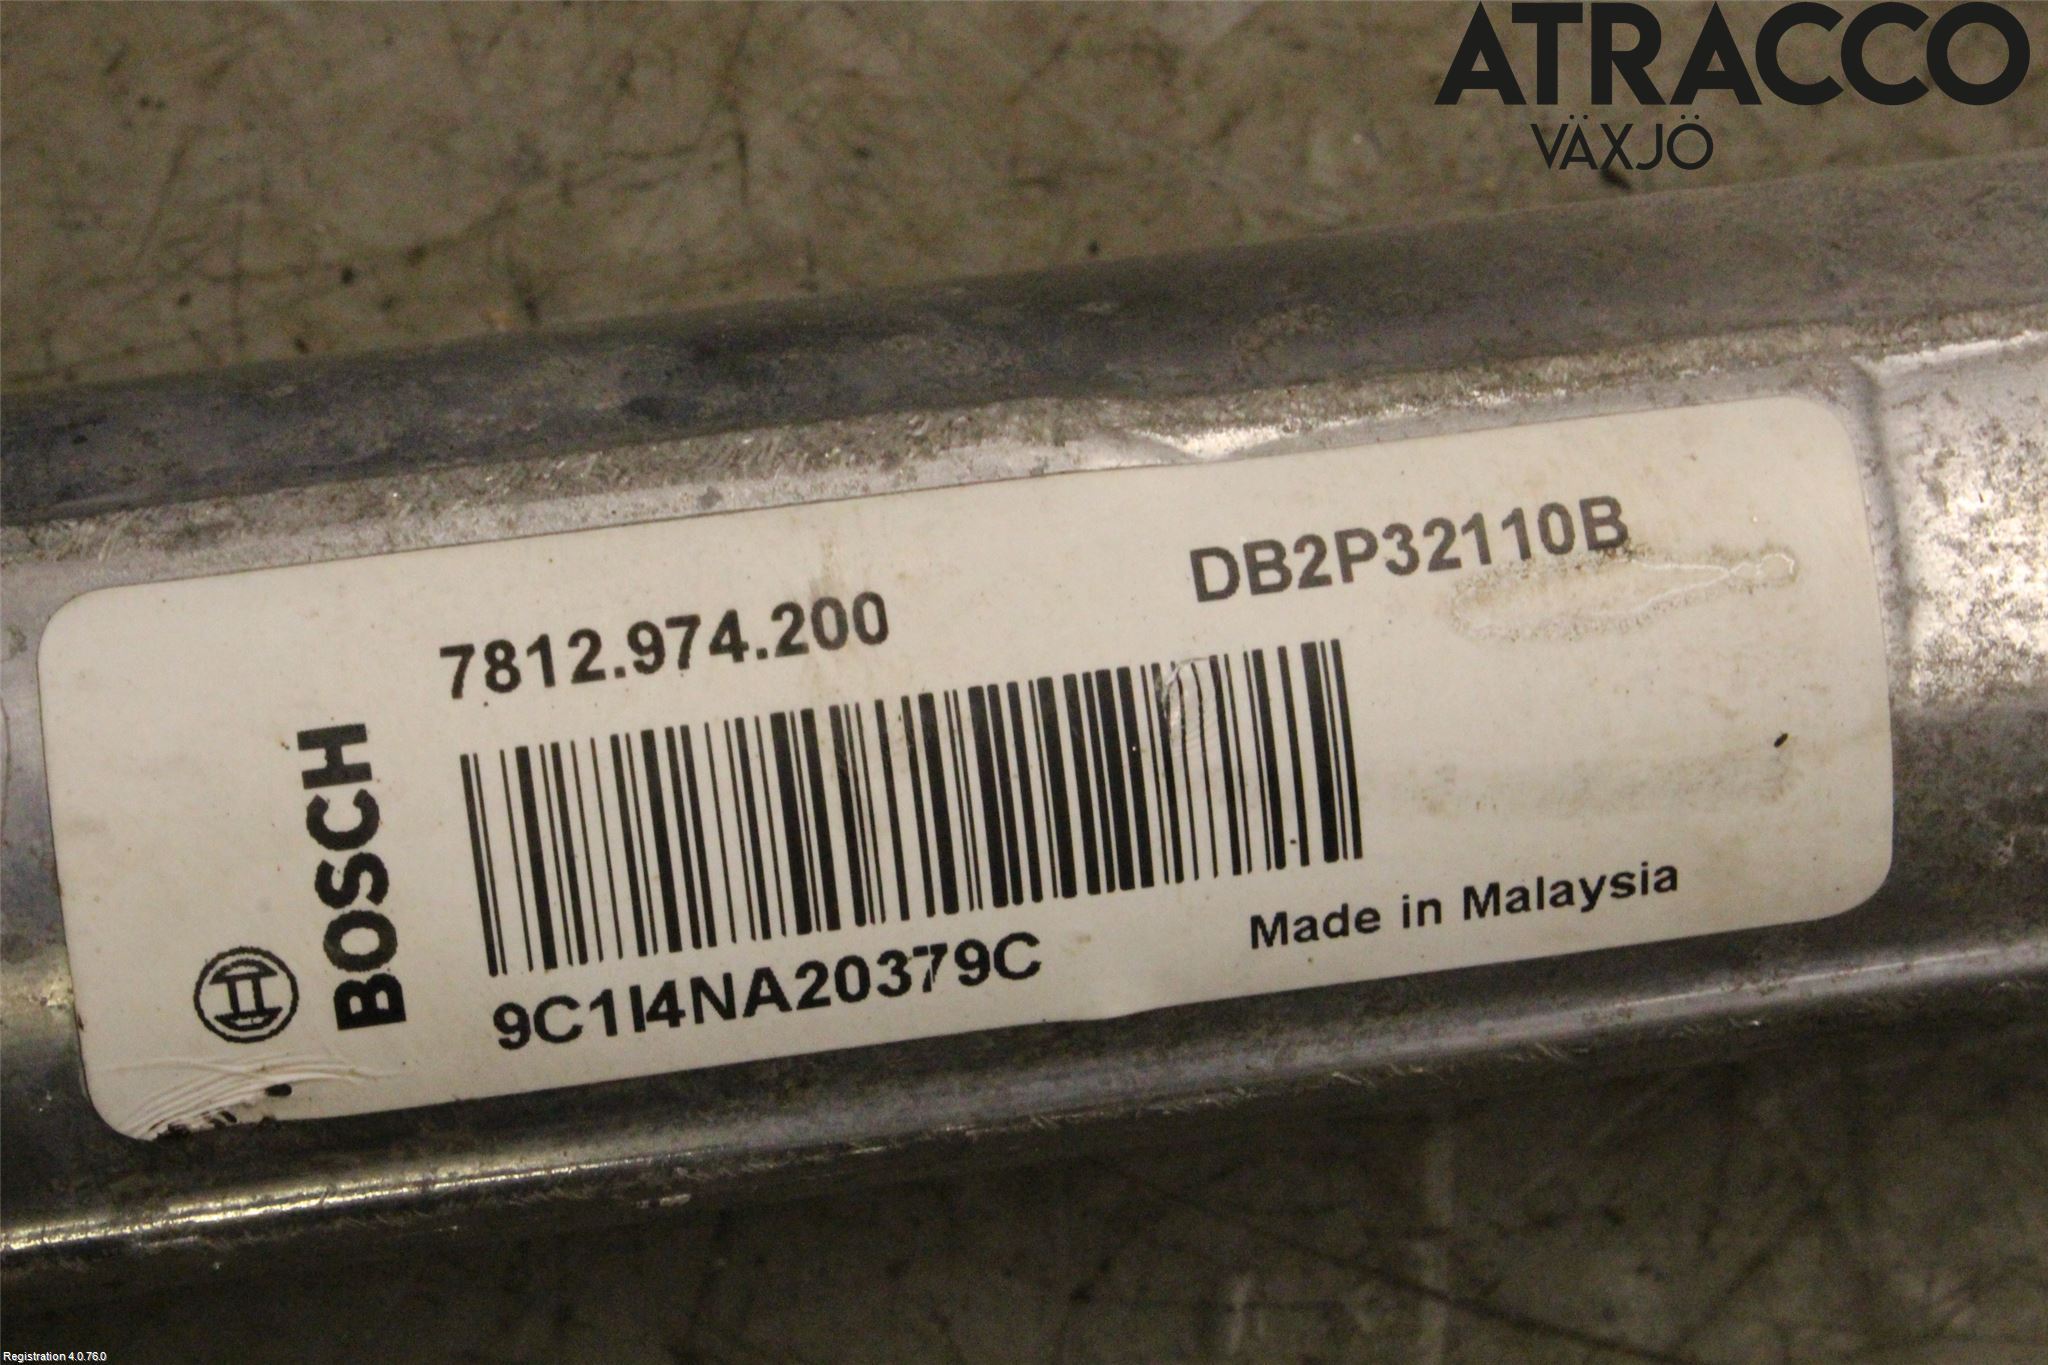 ATRACCO
VÄXJÖ
7812.974.200
DB2P32110B
BOSCH
9C1I4NA20379C
Made in Malaysia
Registration 4.0.76.0